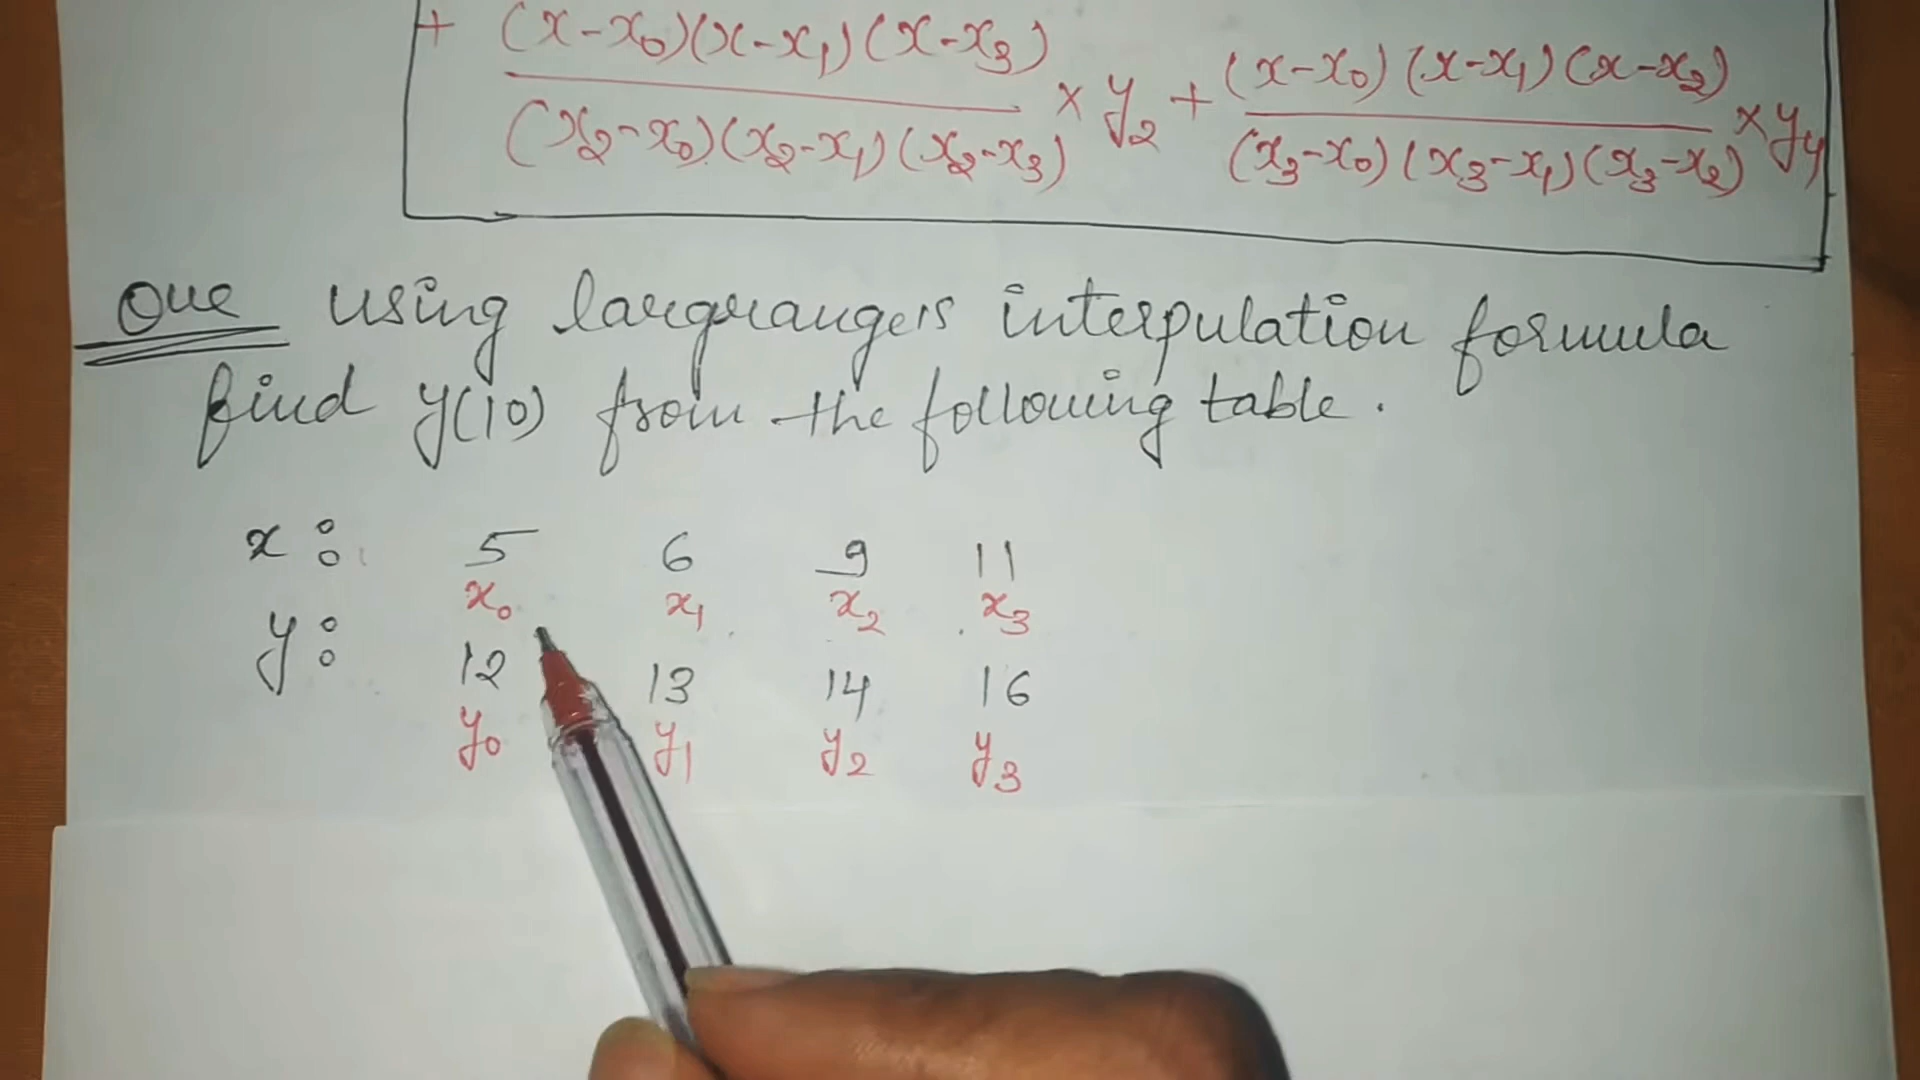 + (x-x0)(x-x1)(x-x3) / (x2-x0)(x2-x1)(x2-x3) × y2 + (x-x0)(x-x1)(x-x2) / (x3-x0)(x3-x1)(x3-x2) × yy
Que using largrangers interpulation formula
find y(10) from the following table.
x : 5 6 9 11
x0 x1 x2 x3
y : 12 13 14 16
y0 y1 y2 y3